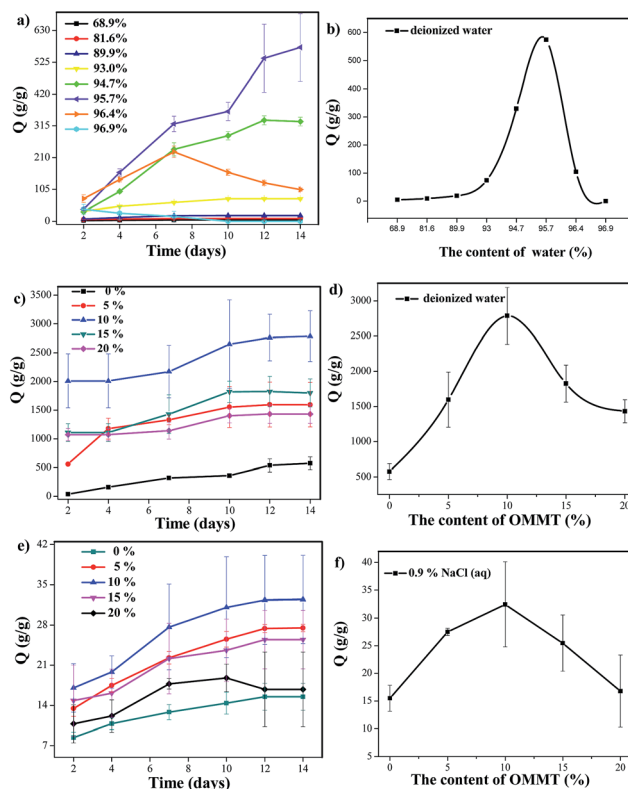 a)
68.9%
81.6%
89.9%
93.0%
94.7%
95.7%
96.4%
96.9%
Q (g/g)
630
525
420
315
210
105
0
2 4 6 8 10 12 14
Time (days)
b)
deionized water
Q (g/g)
600
500
400
300
200
100
0
68.9 81.6 89.9 93 94.7 95.7 96.4 96.9
The content of water (%)
c)
0 %
5 %
10 %
15 %
20 %
Q (g/g)
3500
3000
2500
2000
1500
1000
500
0
2 4 6 8 10 12 14
Time (days)
d)
deionized water
Q (g/g)
3000
2500
2000
1500
1000
500
0 5 10 15 20
The content of OMMT (%)
e)
0 %
5 %
10 %
15 %
20 %
Q (g/g)
42
35
28
21
14
7
2 4 6 8 10 12 14
Time (days)
f)
0.9 % NaCl (aq)
Q (g/g)
45
40
35
30
25
20
15
10
5
0 5 10 15 20
The content of OMMT (%)